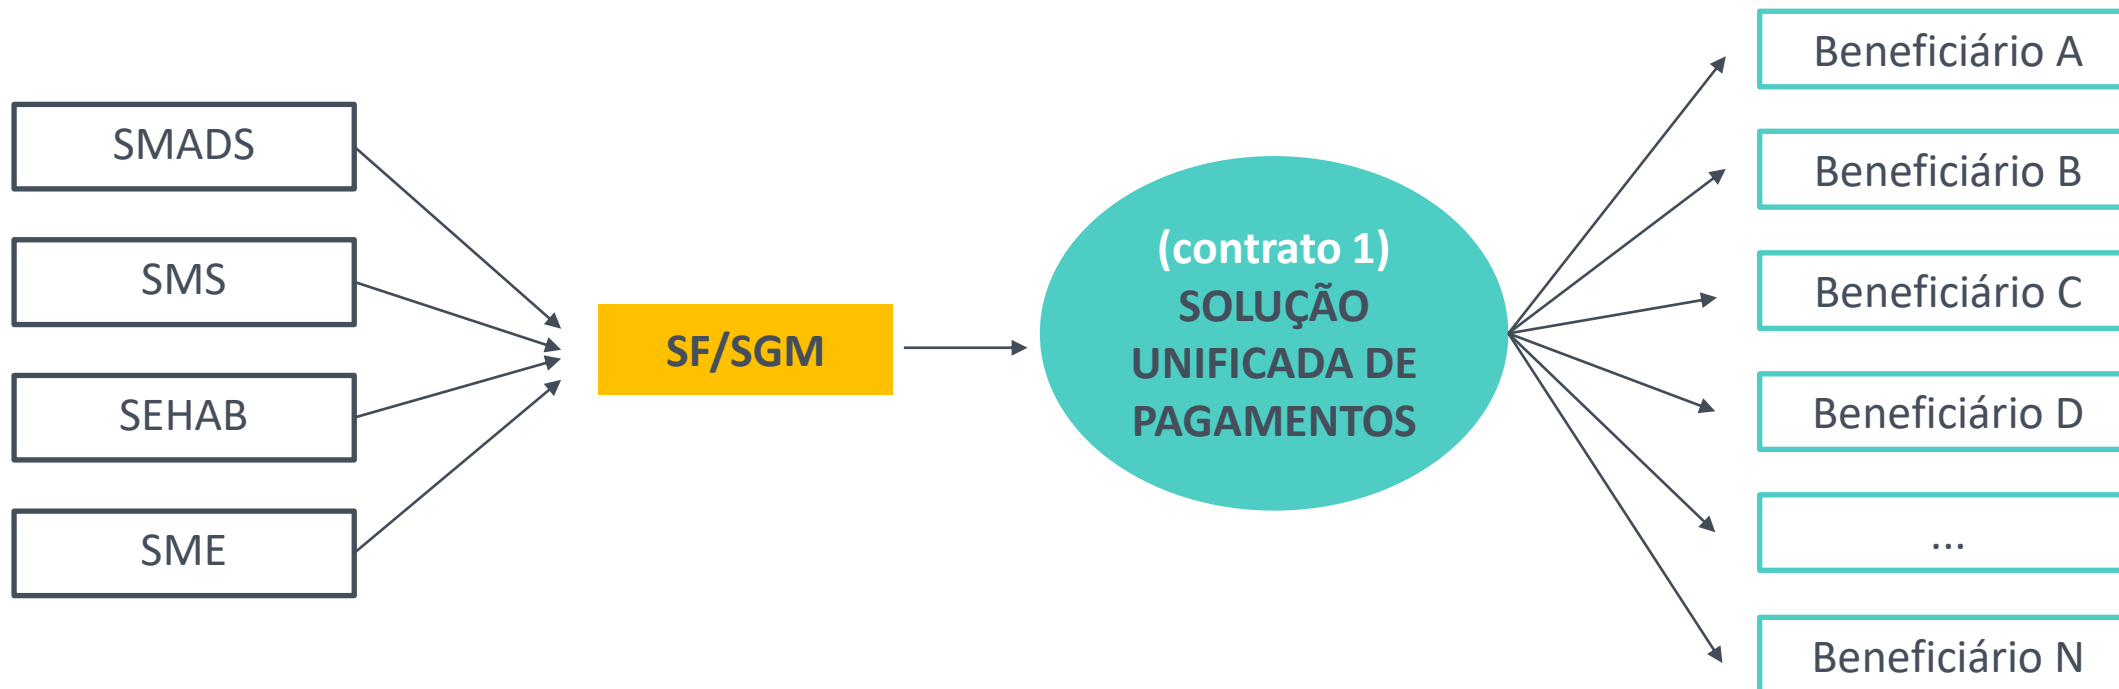 SMADS
SMS
SEHAB
SME
SF/SGM
(contrato 1)
SOLUÇÃO
UNIFICADA DE
PAGAMENTOS
Beneficiário A
Beneficiário B
Beneficiário C
Beneficiário D
...
Beneficiário N